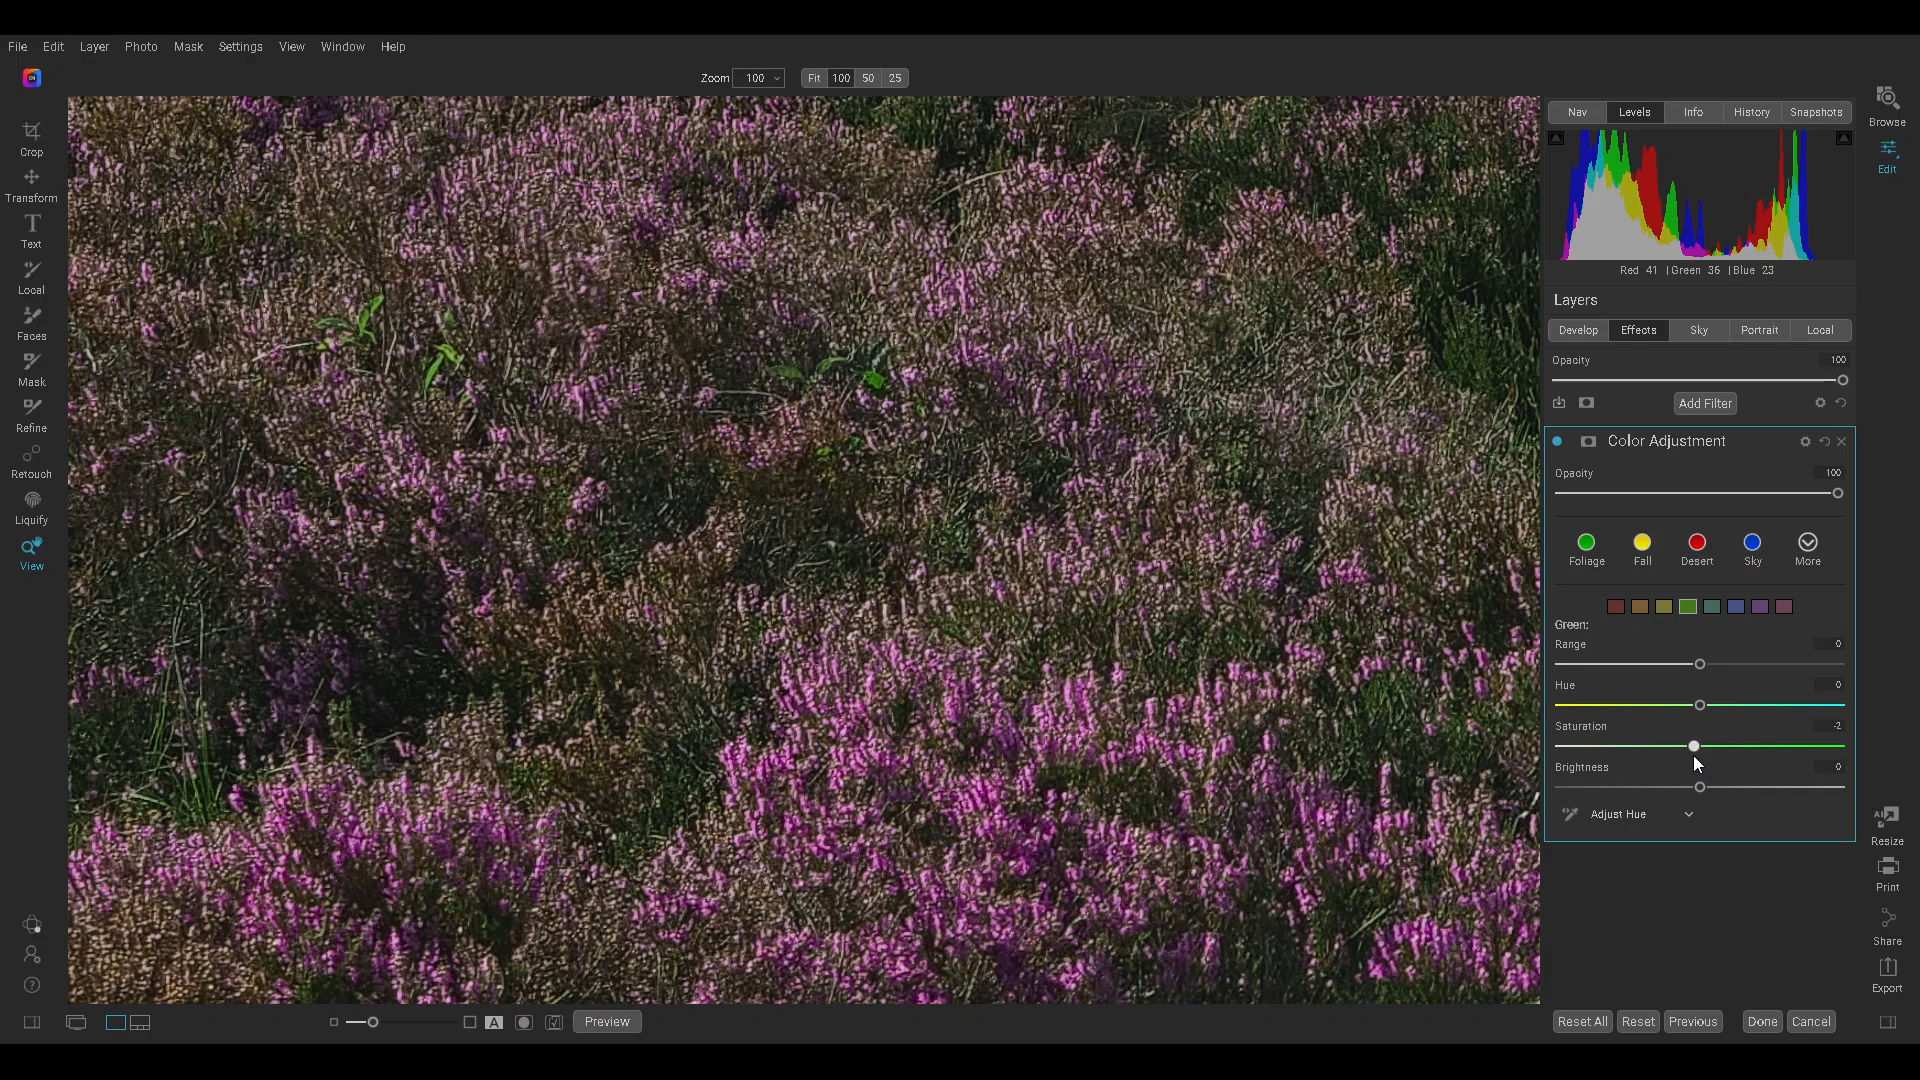 File Edit Layer Photo Mask Settings View Window Help
Zoom 100 Fit 100 50 25
Crop
Transform
Text
Local
Faces
Mask
Refine
Retouch
Liquify
View
Nav Levels Info History Snapshots
Red 41 | Green 36 | Blue 23
Layers
Develop Effects Sky Portrait Local
Opacity 100
Add Filter
Color Adjustment
Opacity 100
Foliage Fall Desert Sky More
Green:
Range 0
Hue 0
Saturation -2
Brightness 0
Adjust Hue
Browse
Edit
AI
Resize
Print
Share
Export
A Preview
Reset All Reset Previous Done Cancel